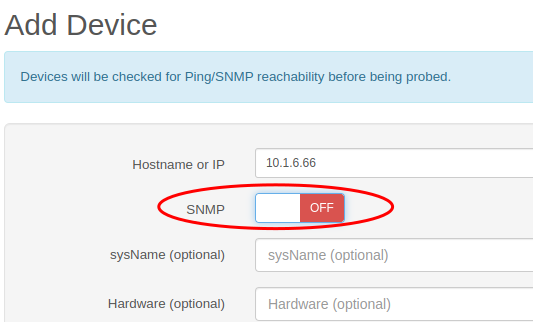 Add Device
Devices will be checked for Ping/SNMP reachability before being probed.
Hostname or IP 10.1.6.66
SNMP OFF
sysName (optional) sysName (optional)
Hardware (optional) Hardware (optional)